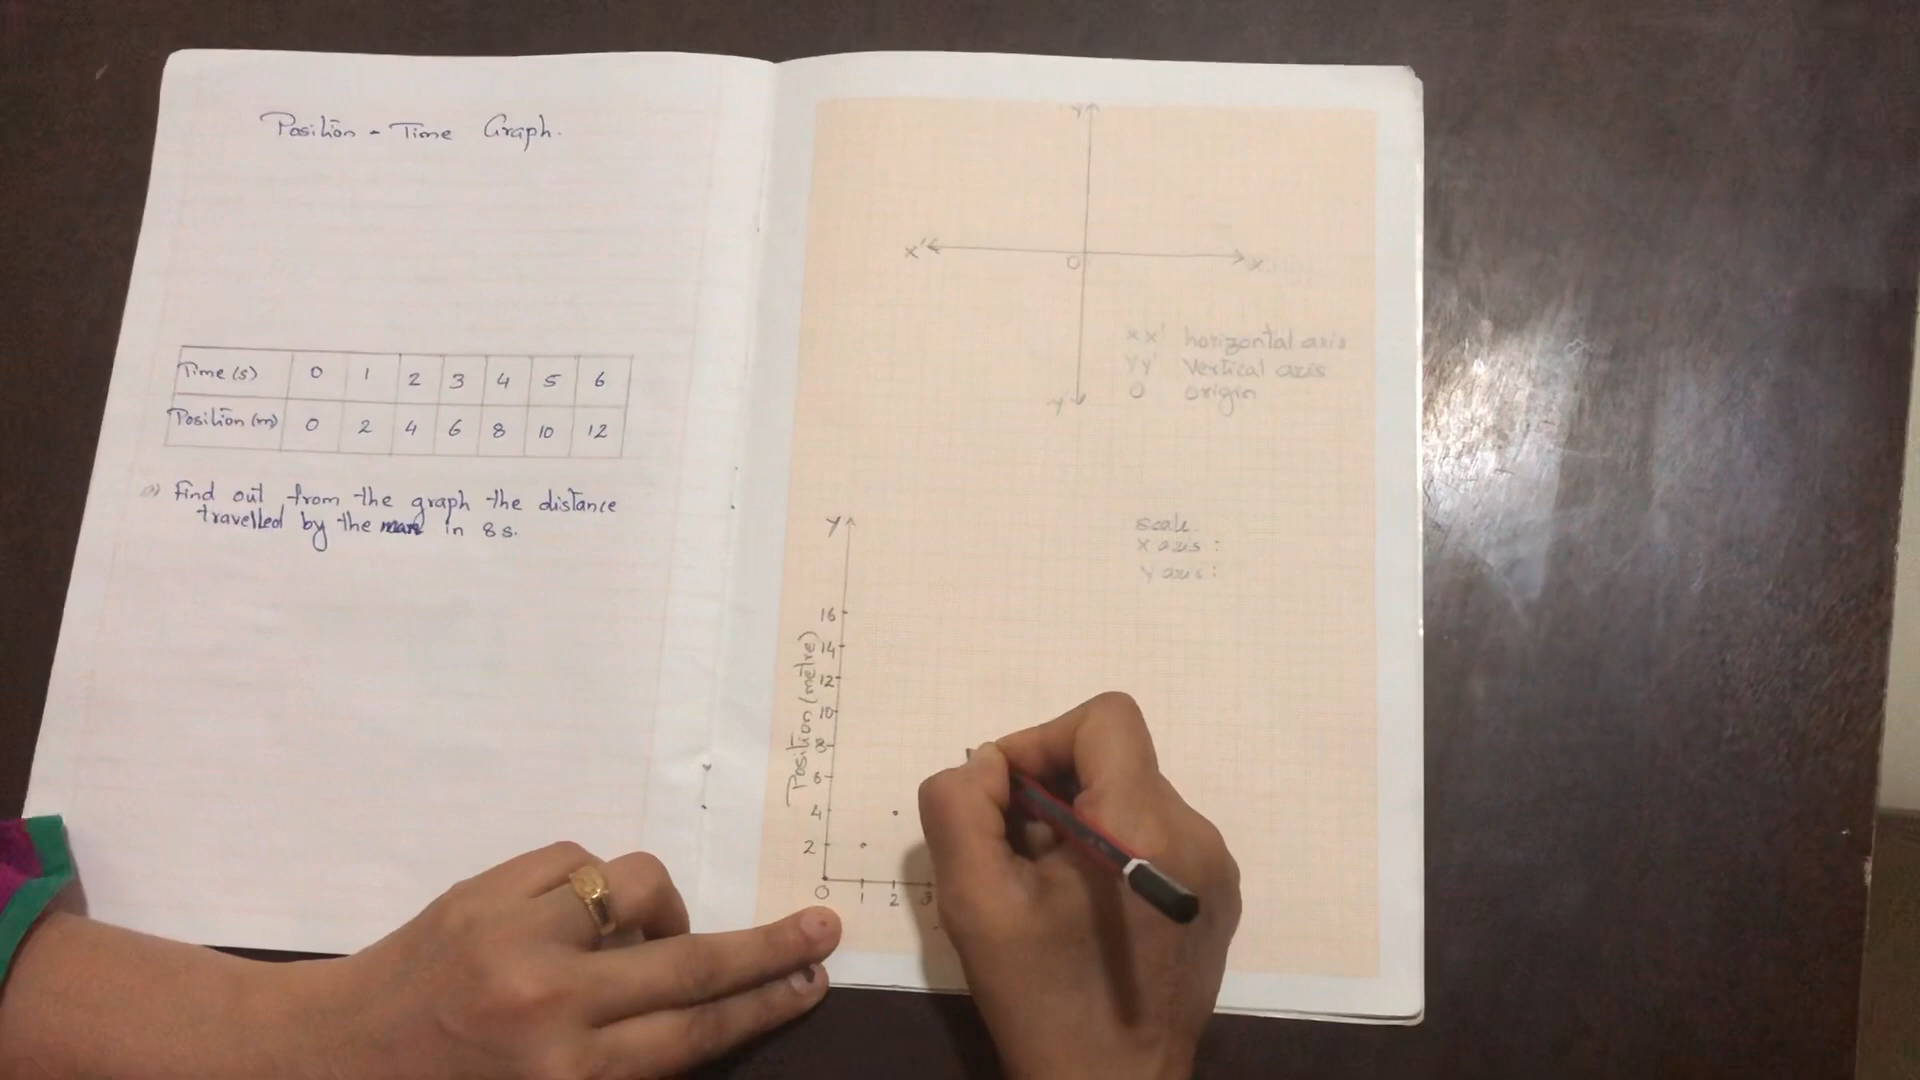 Position - Time Graph.
Time (s) 0 1 2 3 4 5 6
Position (m) 0 2 4 6 8 10 12
a) Find out from the graph the distance
travelled by the man in 8 s.
Y
X' O X
Y'
XX' horizontal axis
YY' Vertical axis
O origin
scale.
X axis :
Y axis :
Y
16
14
12
10
8
6
4
2
Position (metre)
O 1 2 3